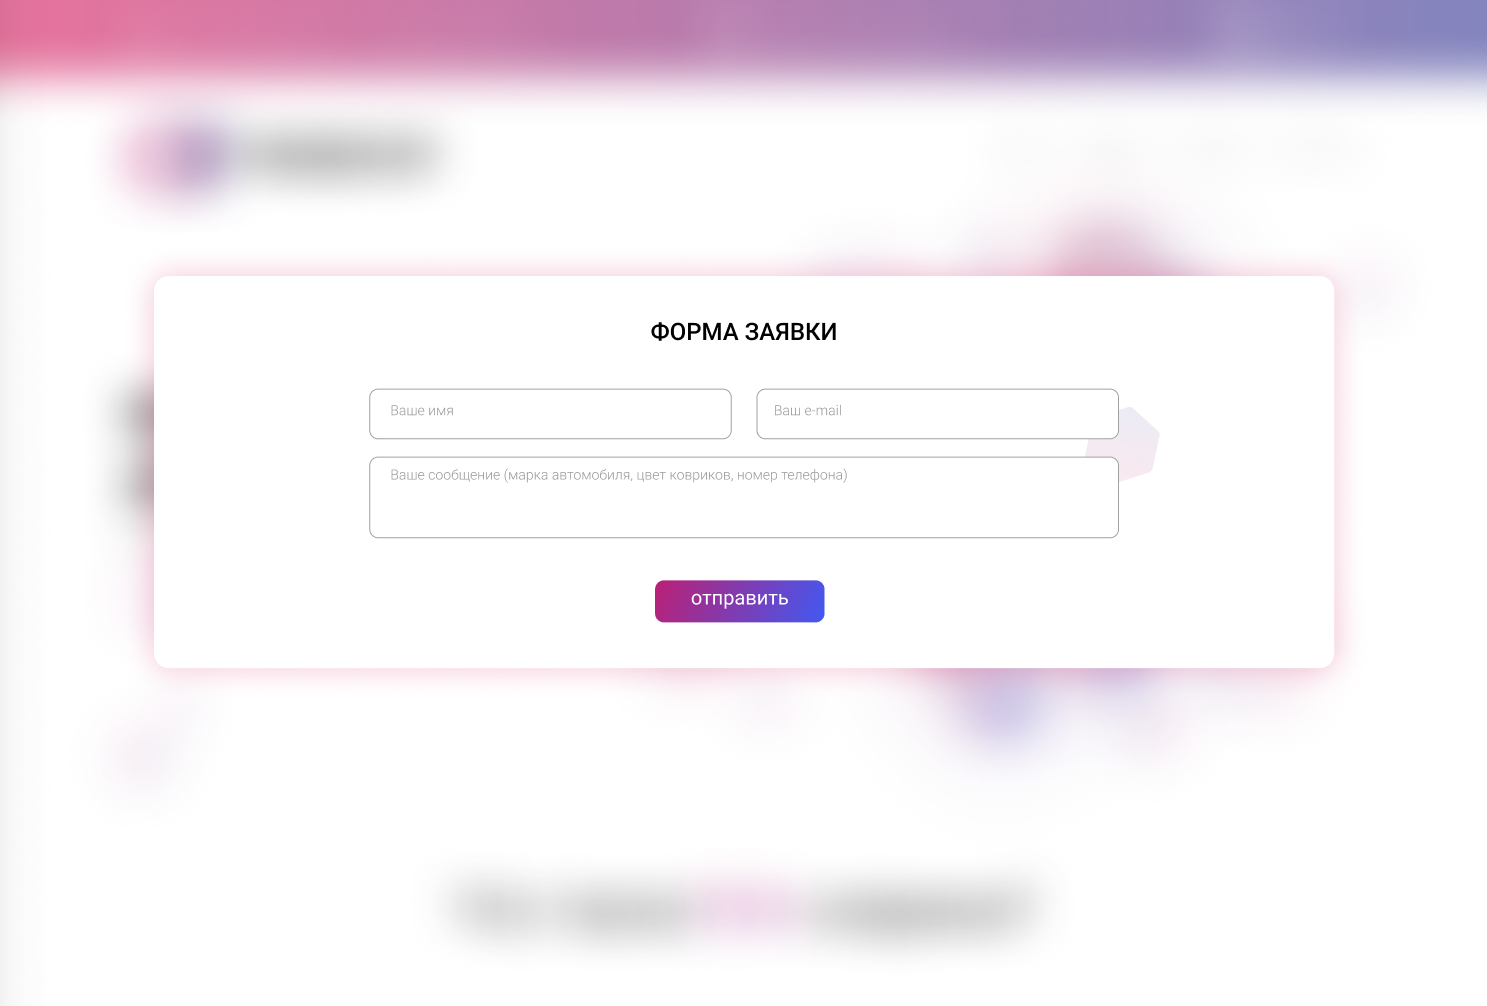 ФОРМА ЗАЯВКИ
Ваше имя
Ваш e-mail
Ваше сообщение (марка автомобиля, цвет ковриков, номер телефона)
отправить